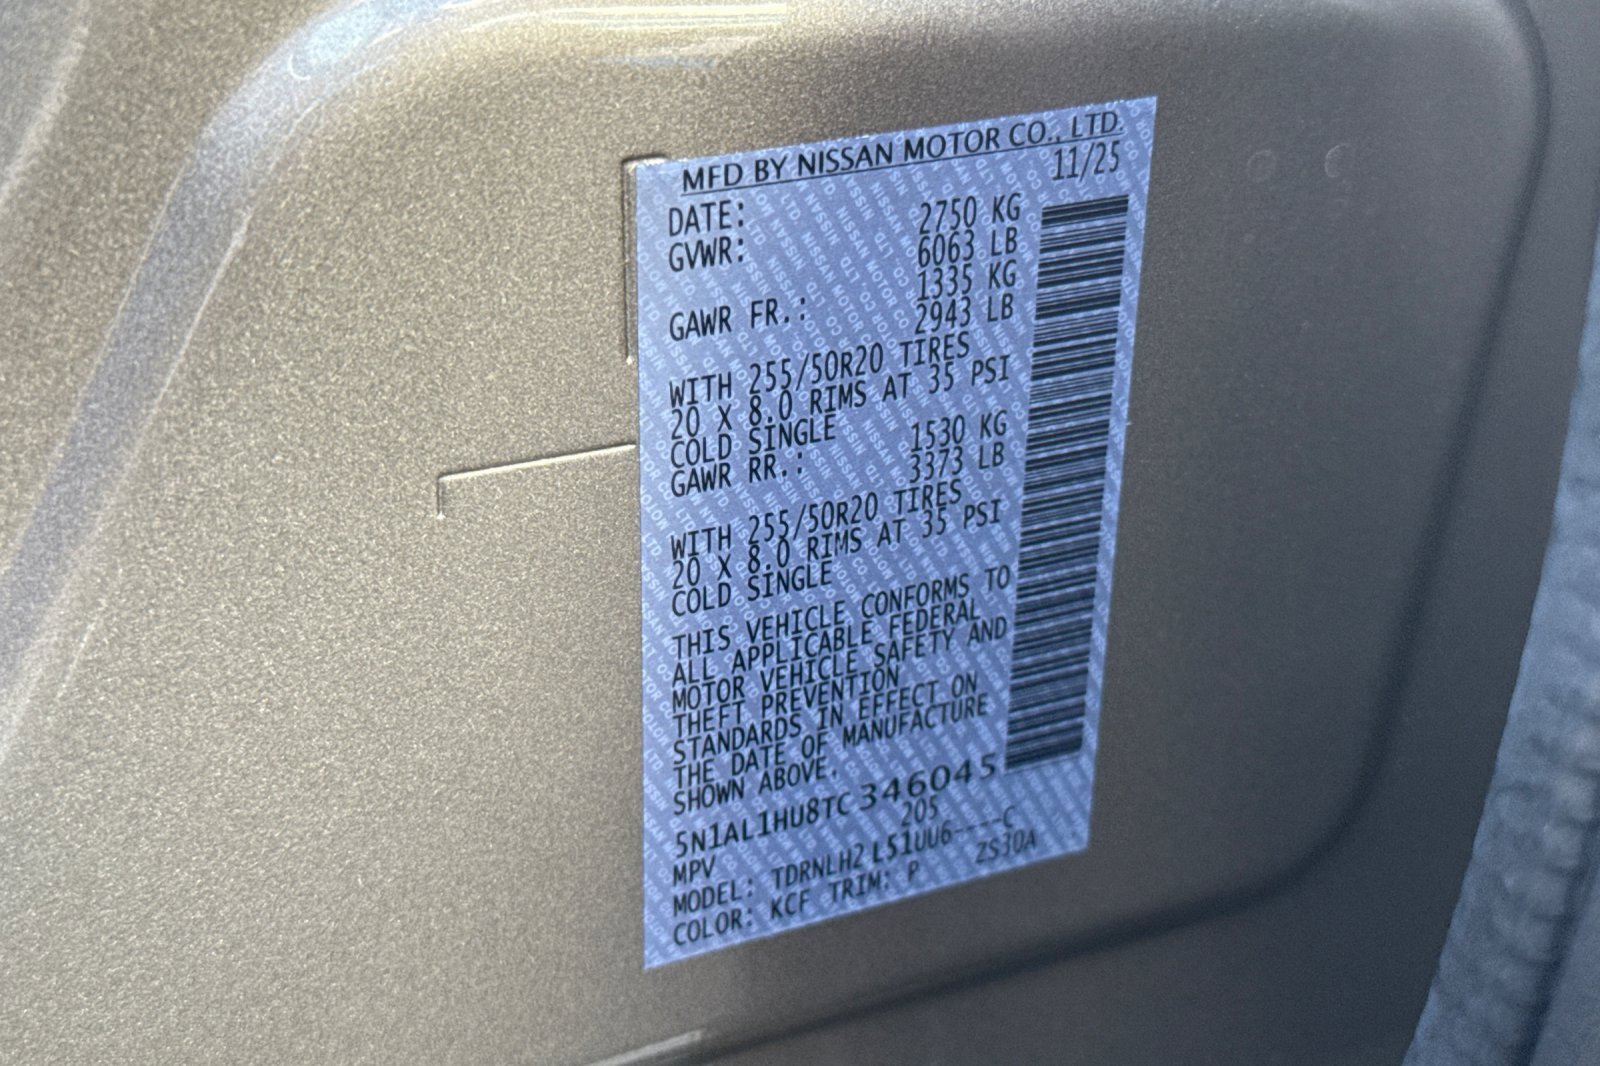 MFD BY NISSAN MOTOR CO., LTD.
DATE: 11/25
GVWR: 2750 KG
6063 LB
GAWR FR.: 1335 KG
2943 LB
WITH 255/50R20 TIRES
20 X 8.0 RIMS AT 35 PSI
COLD SINGLE
GAWR RR.: 1530 KG
3373 LB
WITH 255/50R20 TIRES
20 X 8.0 RIMS AT 35 PSI
COLD SINGLE
THIS VEHICLE CONFORMS TO
ALL APPLICABLE FEDERAL
MOTOR VEHICLE SAFETY AND
THEFT PREVENTION
STANDARDS IN EFFECT ON
THE DATE OF MANUFACTURE
SHOWN ABOVE.
5N1AL1HU8TC346045
MPV 205
MODEL: TDRNLH2 L51UU6----C
COLOR: KCF TRIM: P ZS30A